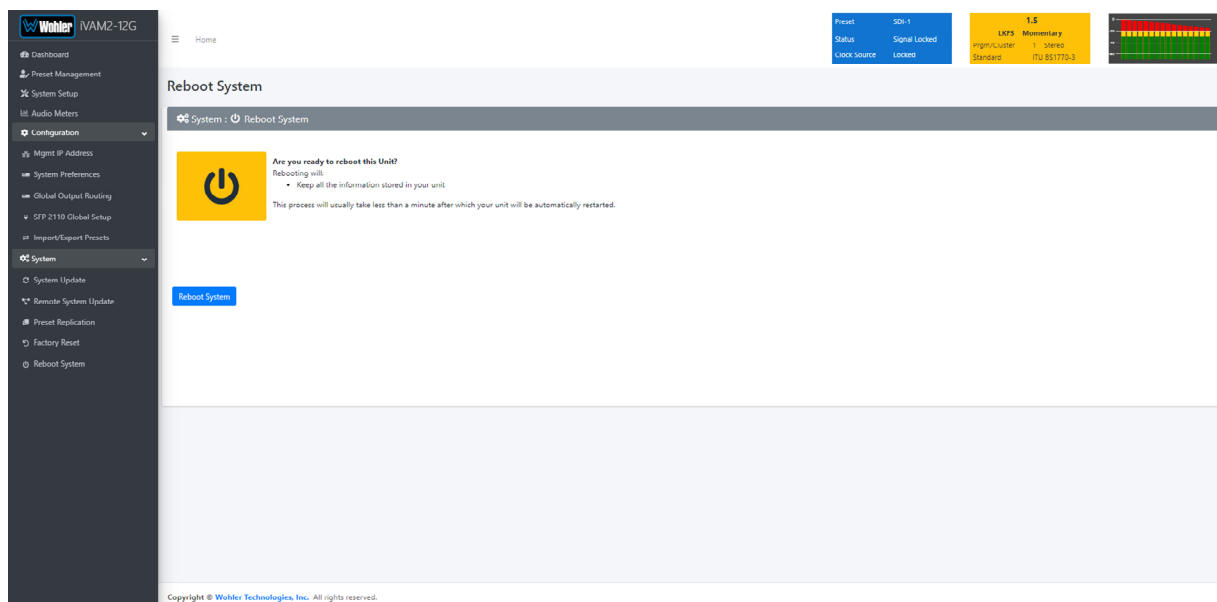 Wohler iVAM2-12G
Dashboard
Preset Management
System Setup
Audio Meters
Configuration
Mgmt IP Address
System Preferences
Global Output Routing
SFP 2110 Global Setup
Import/Export Presets
System
System Update
Remote System Update
Preset Replication
Factory Reset
Reboot System
Home
Preset SDI-1
Status Signal Locked
Clock Source Locked
1.5
LKFS Momentary
Prgm/Cluster 1 Stereo
Standard ITU BS1770-3
Reboot System
System : Reboot System
Are you ready to reboot this Unit?
Rebooting will:
• Keep all the information stored in your unit
This process will usually take less than a minute after which your unit will be automatically restarted.
Reboot System
Copyright © Wohler Technologies, Inc. All rights reserved.